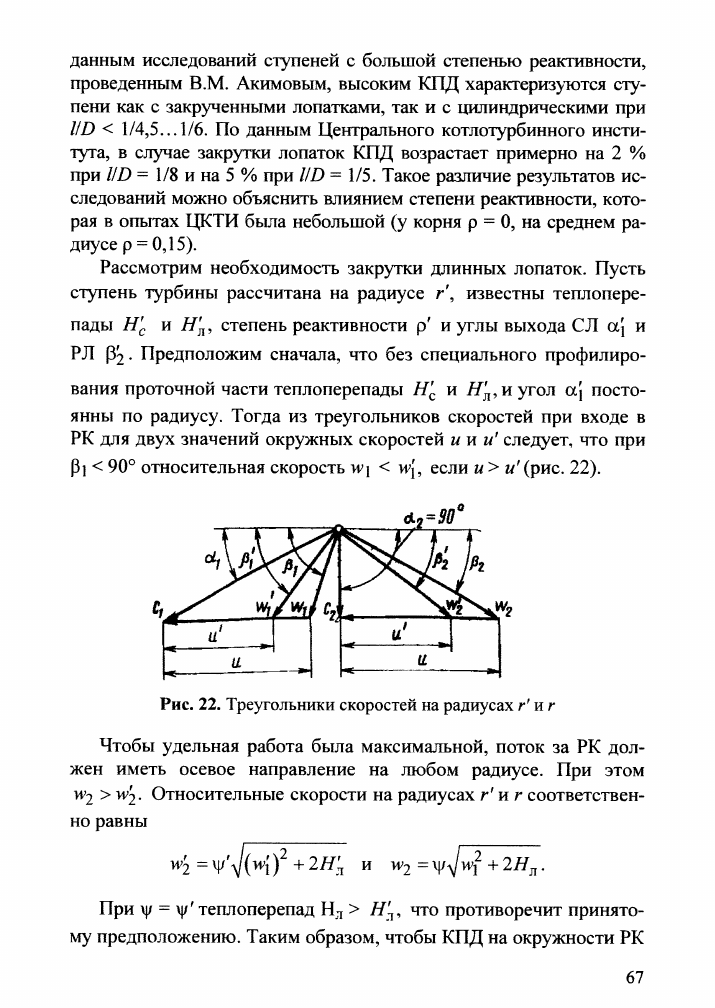 данным исследований ступеней с большой степенью реактивности,
проведенным В.М. Акимовым, высоким КПД характеризуются сту-
пени как с закрученными лопатками, так и с цилиндрическими при
l/D < 1/4,5…1/6. По данным Центрального котлотурбинного инсти-
тута, в случае закрутки лопаток КПД возрастает примерно на 2 %
при l/D = 1/8 и на 5 % при l/D = 1/5. Такое различие результатов ис-
следований можно объяснить влиянием степени реактивности, кото-
рая в опытах ЦКТИ была небольшой (у корня ρ = 0, на среднем ра-
диусе ρ = 0,15).
Рассмотрим необходимость закрутки длинных лопаток. Пусть
ступень турбины рассчитана на радиусе r′, известны теплопере-
пады H′с и H′л, степень реактивности ρ′ и углы выхода СЛ α′1 и
РЛ β′2. Предположим сначала, что без специального профилиро-
вания проточной части теплоперепады H′с и H′л, и угол α′1 посто-
янны по радиусу. Тогда из треугольников скоростей при входе в
РК для двух значений окружных скоростей u и u′ следует, что при
β1 < 90° относительная скорость w1 < w′1, если u > u′ (рис. 22).
α2=90°
α1 β1′ β1 β2′ β2
C1 w1′ w1 C2 w2′ w2
u′ u′
u u
Рис. 22. Треугольники скоростей на радиусах r′ и r
Чтобы удельная работа была максимальной, поток за РК дол-
жен иметь осевое направление на любом радиусе. При этом
w2 > w′2. Относительные скорости на радиусах r′ и r соответствен-
но равны
w′2 = ψ′√((w′1)² + 2H′л) и w2 = ψ√(w1² + 2Hл).
При ψ = ψ′ теплоперепад Hл > H′л, что противоречит принято-
му предположению. Таким образом, чтобы КПД на окружности РК
67